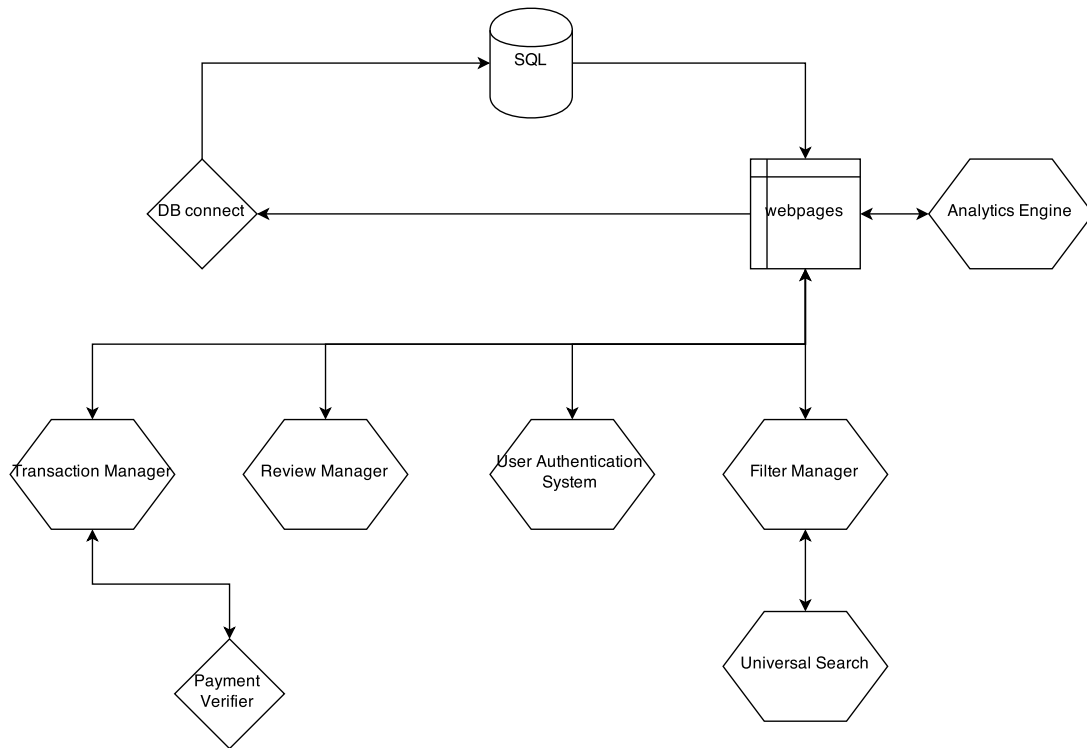 SQL
DB connect
webpages
Analytics Engine
Transaction Manager
Review Manager
User Authentication
System
Filter Manager
Payment
Verifier
Universal Search